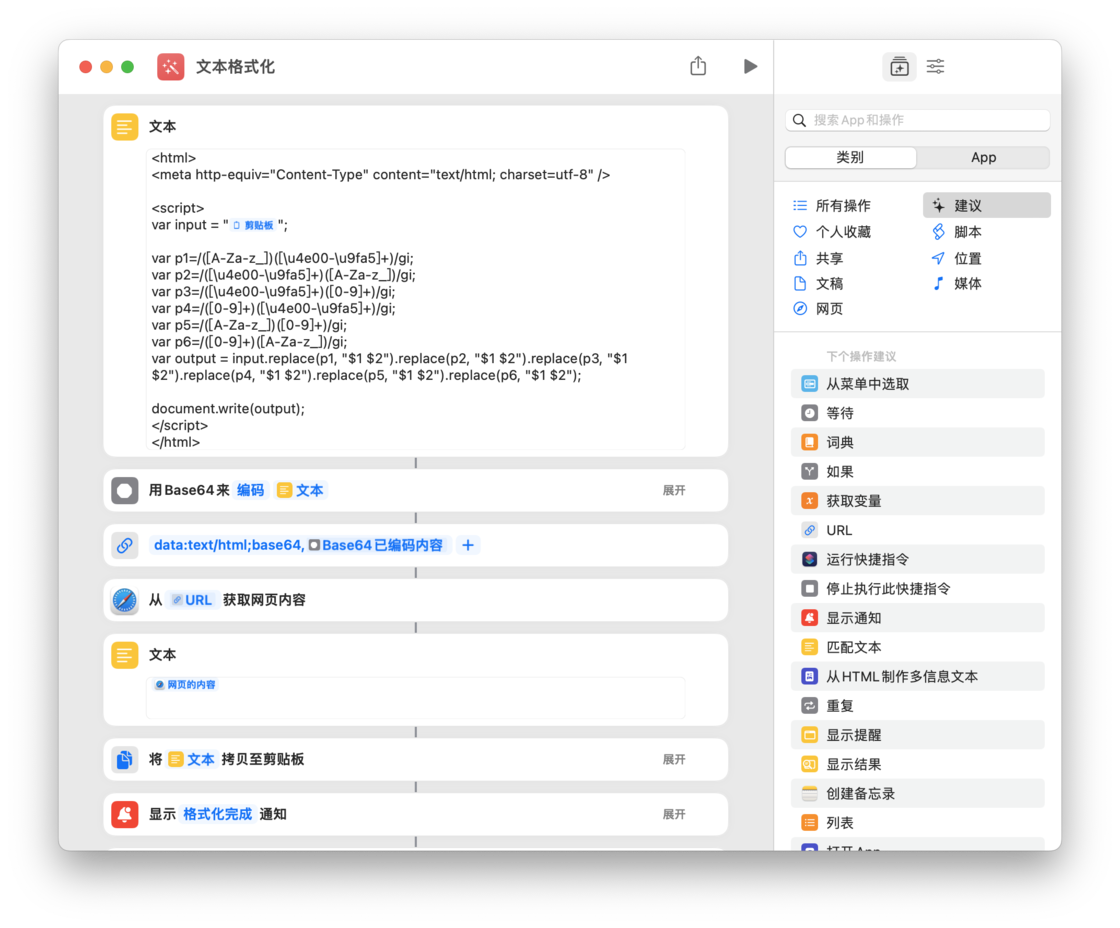 文本格式化
文本
<html>
<meta http-equiv="Content-Type" content="text/html; charset=utf-8" />
<script>
var input = " 剪贴板 ";
var p1=/([A-Za-z_])([\u4e00-\u9fa5]+)/gi;
var p2=/([\u4e00-\u9fa5]+)([A-Za-z_])/gi;
var p3=/([\u4e00-\u9fa5]+)([0-9]+)/gi;
var p4=/([0-9]+)([\u4e00-\u9fa5]+)/gi;
var p5=/([A-Za-z_])([0-9]+)/gi;
var p6=/([0-9]+)([A-Za-z_])/gi;
var output = input.replace(p1, "$1 $2").replace(p2, "$1 $2").replace(p3, "$1
$2").replace(p4, "$1 $2").replace(p5, "$1 $2").replace(p6, "$1 $2");
document.write(output);
</script>
</html>
用Base64来 编码 文本 展开
data:text/html;base64, Base64已编码内容 +
从 URL 获取网页内容
文本
网页的内容
将 文本 拷贝至剪贴板 展开
显示 格式化完成 通知 展开
搜索 App 和操作
类别 App
所有操作 建议
个人收藏 脚本
共享 位置
文稿 媒体
网页
下个操作建议
从菜单中选取
等待
词典
如果
获取变量
URL
运行快捷指令
停止执行此快捷指令
显示通知
匹配文本
从HTML制作多信息文本
重复
显示提醒
显示结果
创建备忘录
列表
打开 App